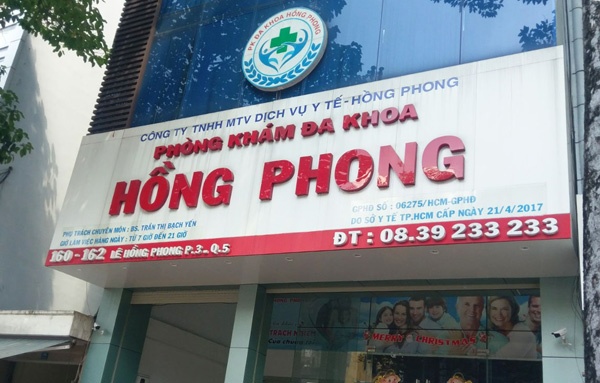 PK.ĐA KHOA HỒNG PHONG
CÔNG TY TNHH MTV DỊCH VỤ Y TẾ - HỒNG PHONG
PHÒNG KHÁM ĐA KHOA
HỒNG PHONG
PHỤ TRÁCH CHUYÊN MÔN : BS. TRẦN THỊ BẠCH YẾN
GIỜ LÀM VIỆC HÀNG NGÀY : TỪ 7 GIỜ ĐẾN 21 GIỜ
GPHĐ SỐ : 06275/HCM-GPHĐ
DO SỞ Y TẾ TP.HCM CẤP NGÀY 21/4/2017
160 - 162 LÊ HỒNG PHONG P.3 - Q.5
ĐT : 08.39 233 233
MERRY CHRISTMAS